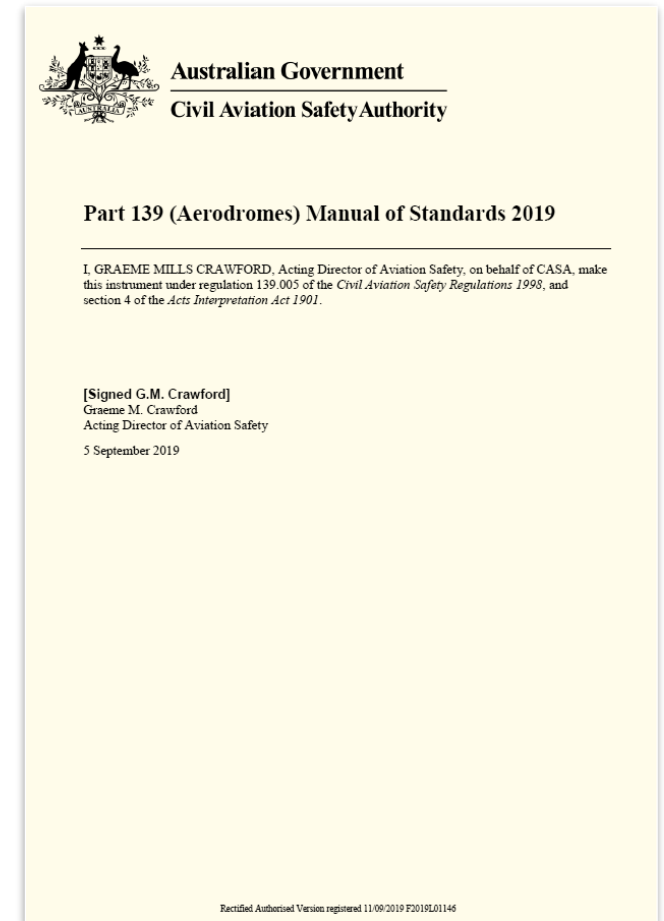 AUSTRALIA
Australian Government
Civil Aviation Safety Authority
Part 139 (Aerodromes) Manual of Standards 2019
I, GRAEME MILLS CRAWFORD, Acting Director of Aviation Safety, on behalf of CASA, make
this instrument under regulation 139.005 of the Civil Aviation Safety Regulations 1998, and
section 4 of the Acts Interpretation Act 1901.
[Signed G.M. Crawford]
Graeme M. Crawford
Acting Director of Aviation Safety
5 September 2019
Rectified Authorised Version registered 11/09/2019 F2019L01146